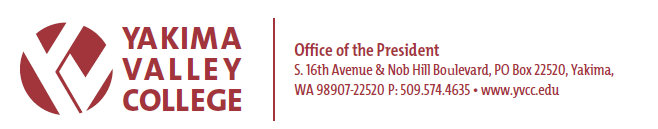 YAKIMA
VALLEY
COLLEGE
Office of the President
S. 16th Avenue & Nob Hill Boulevard, PO Box 22520, Yakima,
WA 98907-22520 P: 509.574.4635 • www.yvcc.edu